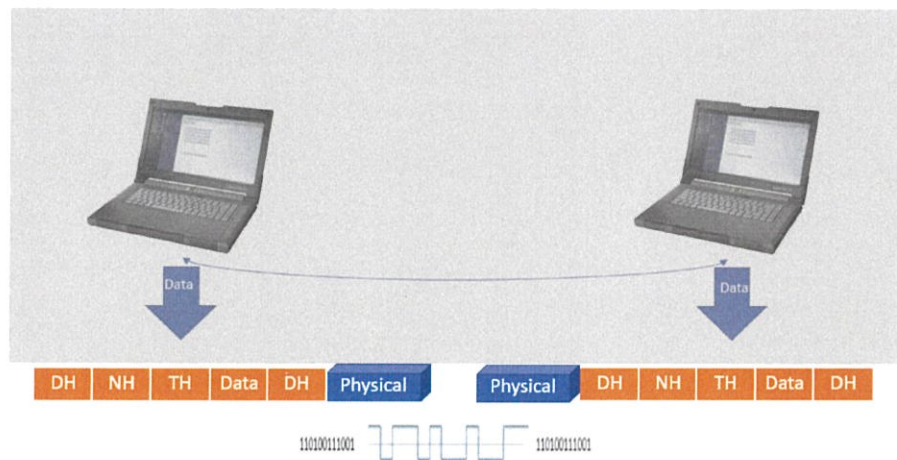 Data Data
DH NH TH Data DH Physical Physical DH NH TH Data DH
110100111001 110100111001